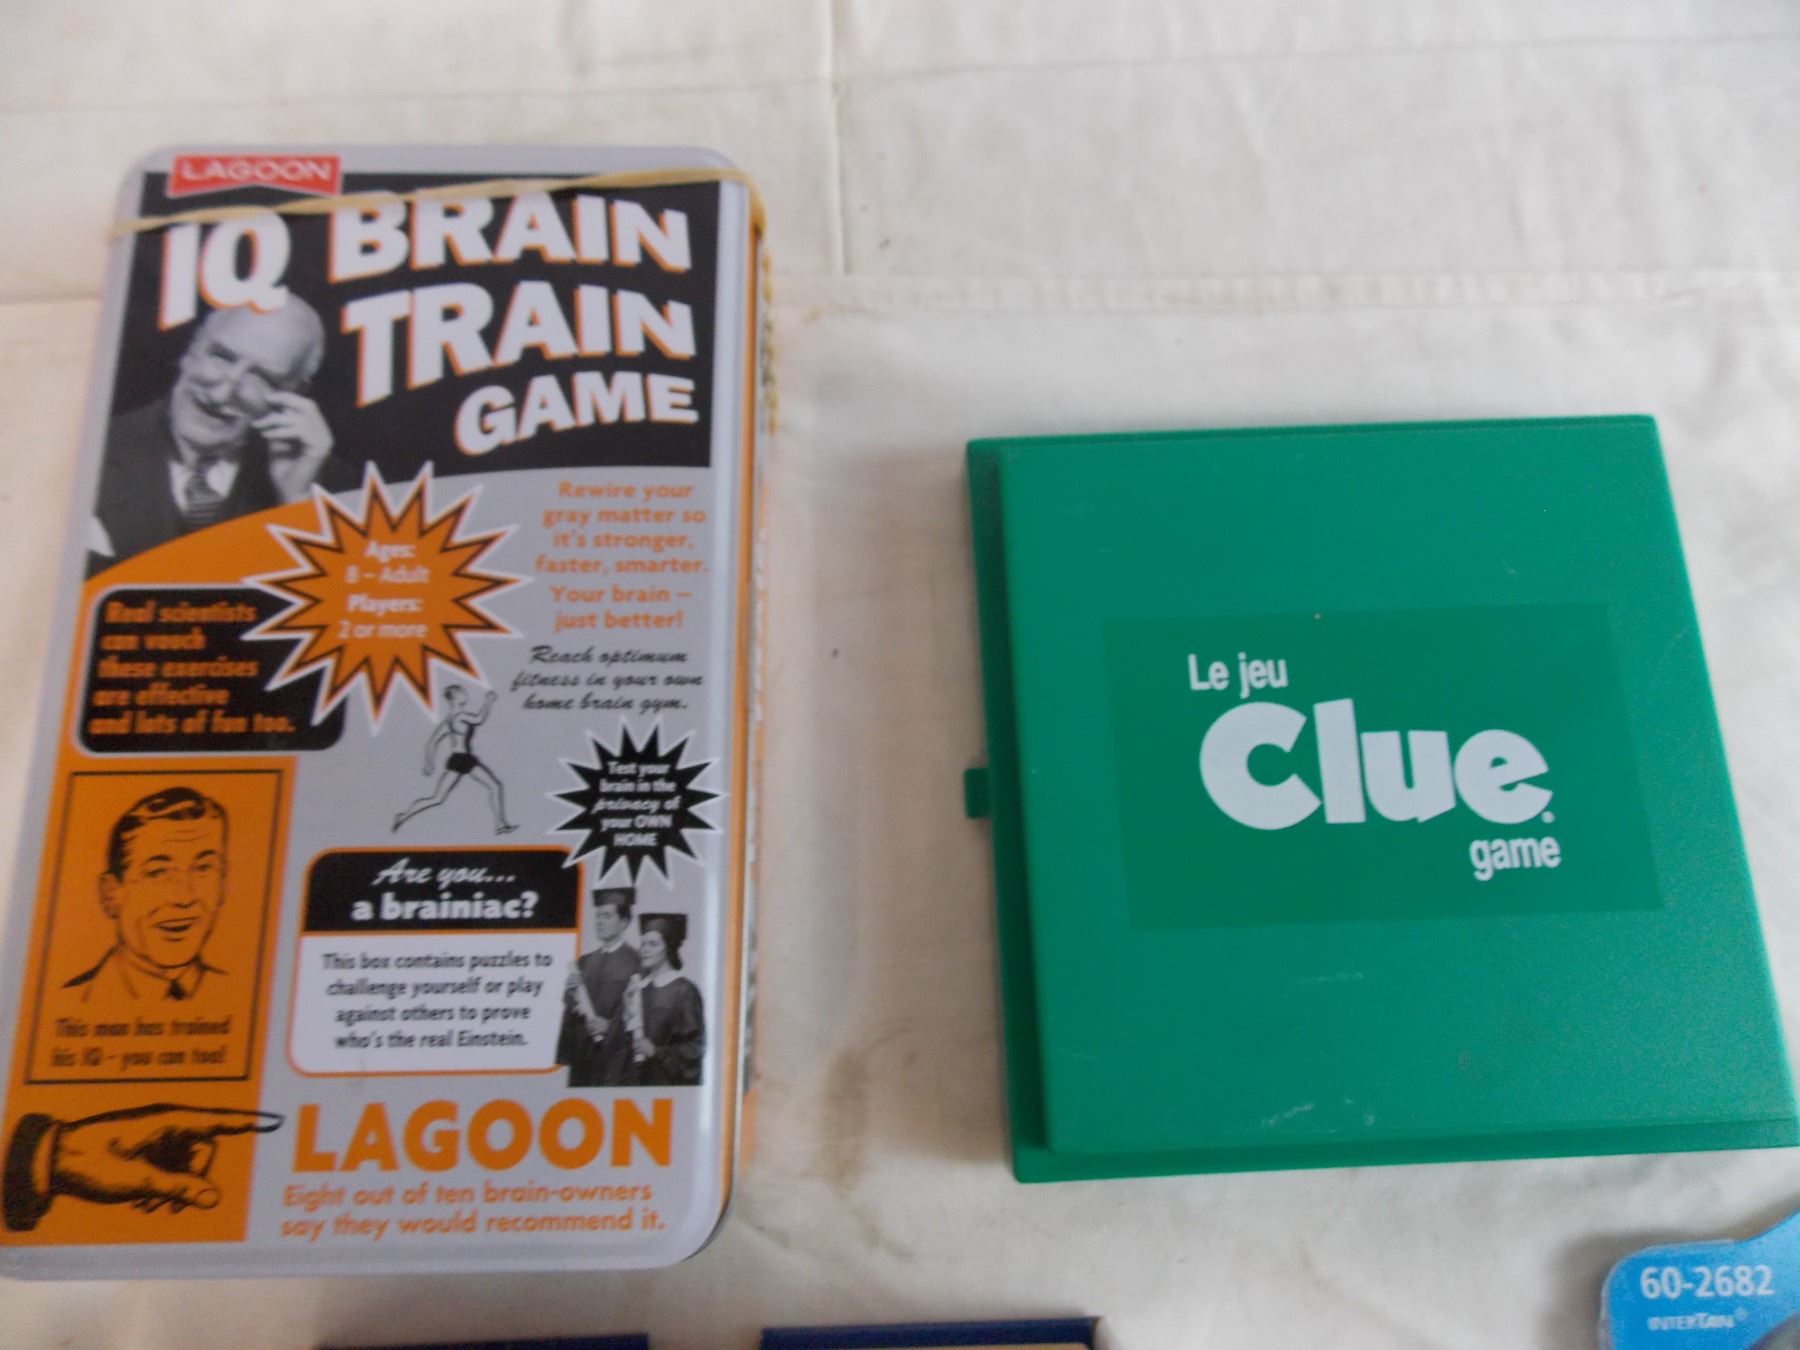 LAGOON
IQ BRAIN
TRAIN
GAME
Rewire your
gray matter so
it's stronger,
faster, smarter.
Your brain –
just better!
Ages:
8 – Adult
Players:
2 or more
Real scientists
can vouch
these exercises
are effective
and lots of fun too.
Reach optimum
fitness in your own
home brain gym.
Test your
brain in the
privacy of
your OWN
HOME
Are you...
a brainiac?
This box contains puzzles to
challenge yourself or play
against others to prove
who's the real Einstein.
This man has trained
his IQ – you can too!
LAGOON
Eight out of ten brain-owners
say they would recommend it.
Le jeu
Clue
game
60-2682
INTERTAN®